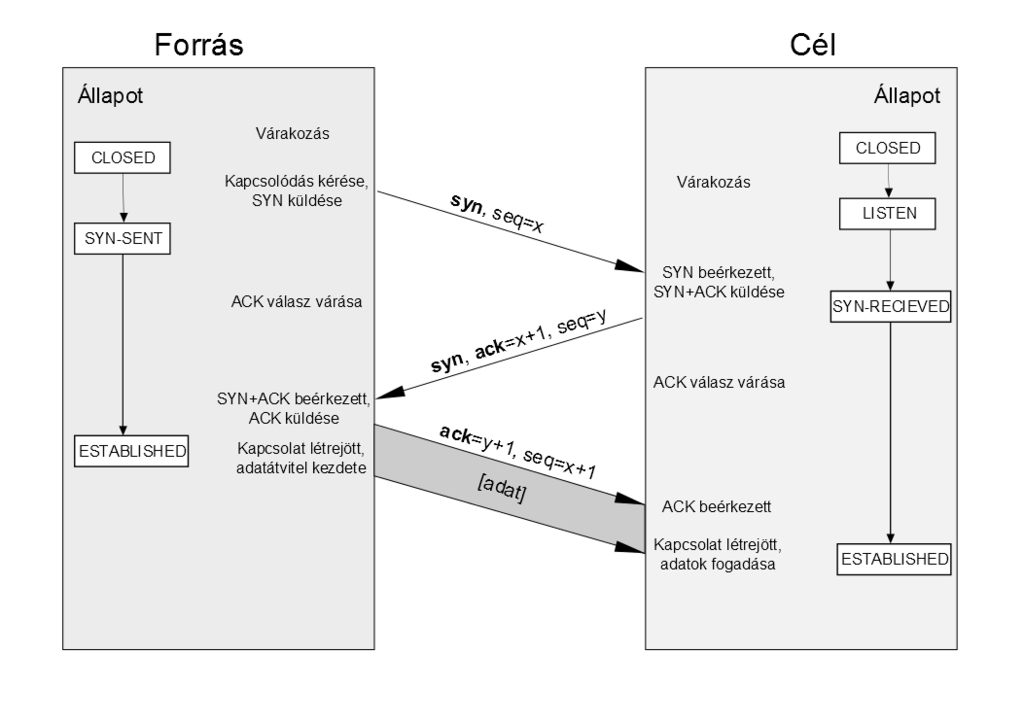 Forrás
Cél
Állapot
Várakozás
CLOSED
Kapcsolódás kérése,
SYN küldése
SYN-SENT
ACK válasz várása
SYN+ACK beérkezett,
ACK küldése
ESTABLISHED
Kapcsolat létrejött,
adatátvitel kezdete
syn, seq=x
syn, ack=x+1, seq=y
ack=y+1, seq=x+1
[adat]
Állapot
CLOSED
Várakozás
LISTEN
SYN beérkezett,
SYN+ACK küldése
SYN-RECIEVED
ACK válasz várása
ACK beérkezett
Kapcsolat létrejött,
adatok fogadása
ESTABLISHED